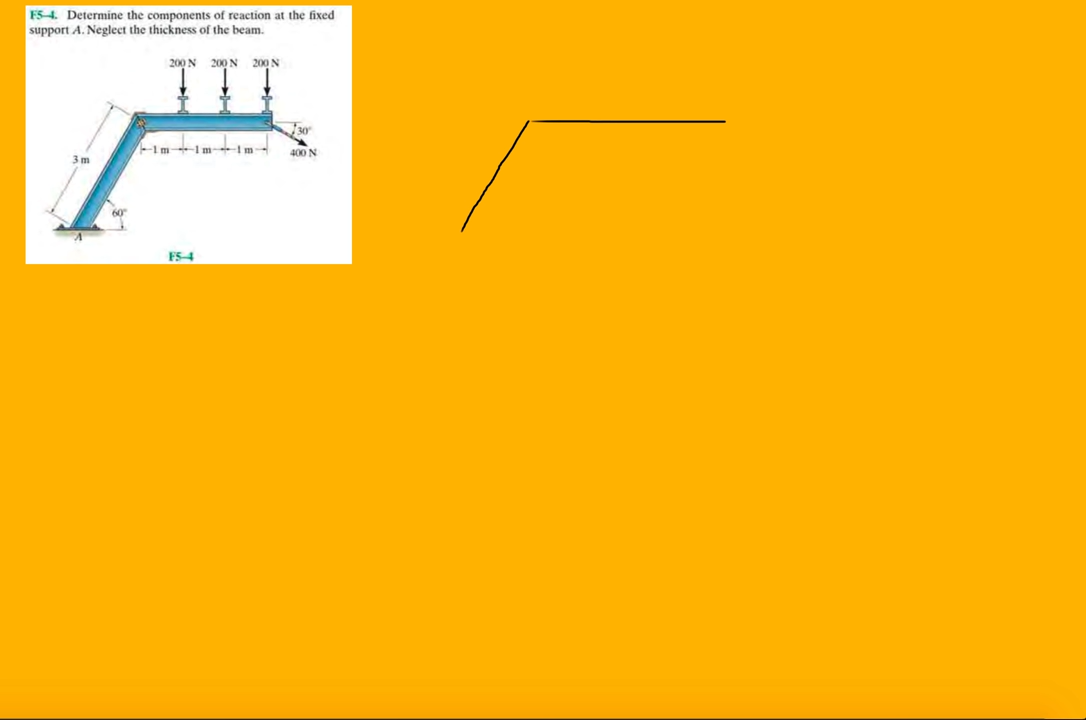 F5–4. Determine the components of reaction at the fixed
support A. Neglect the thickness of the beam.
200 N 200 N 200 N
30°
1 m 1 m 1 m
400 N
3 m
60°
A
F5–4